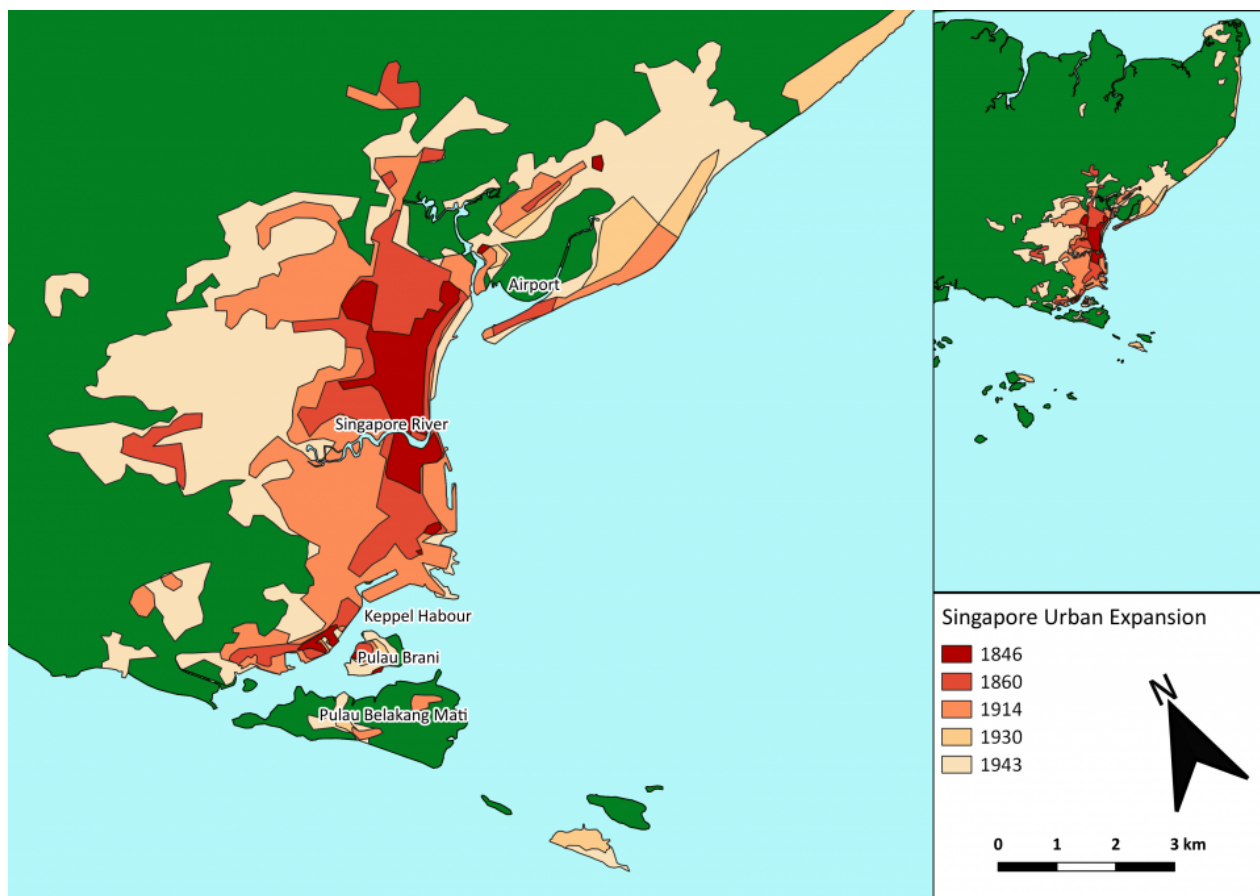 Airport
Singapore River
Keppel Habour
Pulau Brani
Pulau Belakang Mati
Singapore Urban Expansion
1846
1860
1914
1930
1943
N
0 1 2 3 km